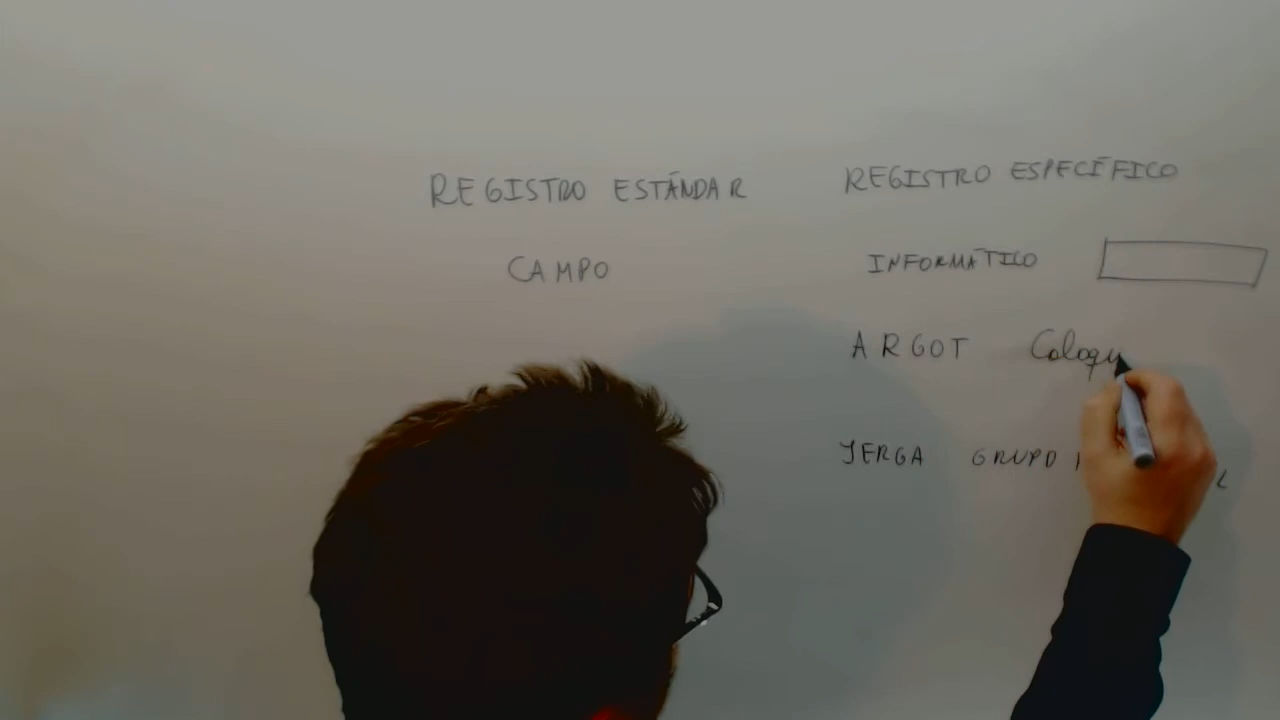 REGISTRO ESTÁNDAR REGISTRO ESPECÍFICO
CAMPO INFORMÁTICO
ARGOT Coloqu
JERGA GRUPO